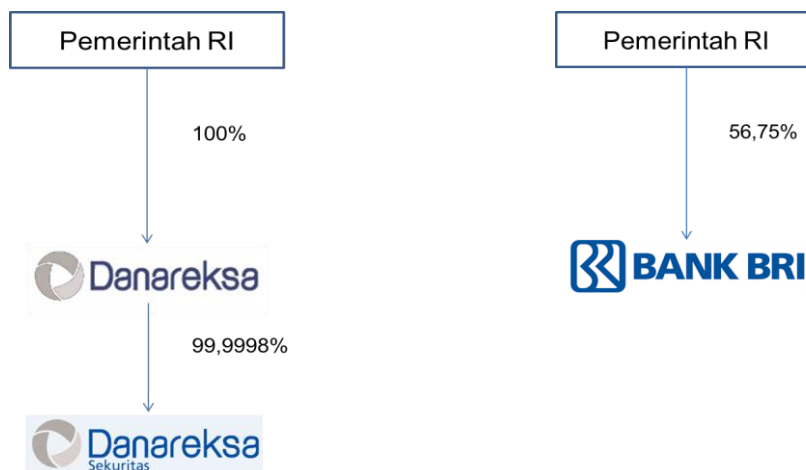 Pemerintah RI
100%
Danareksa
99,9998%
Danareksa
Sekuritas
Pemerintah RI
56,75%
BANK BRI